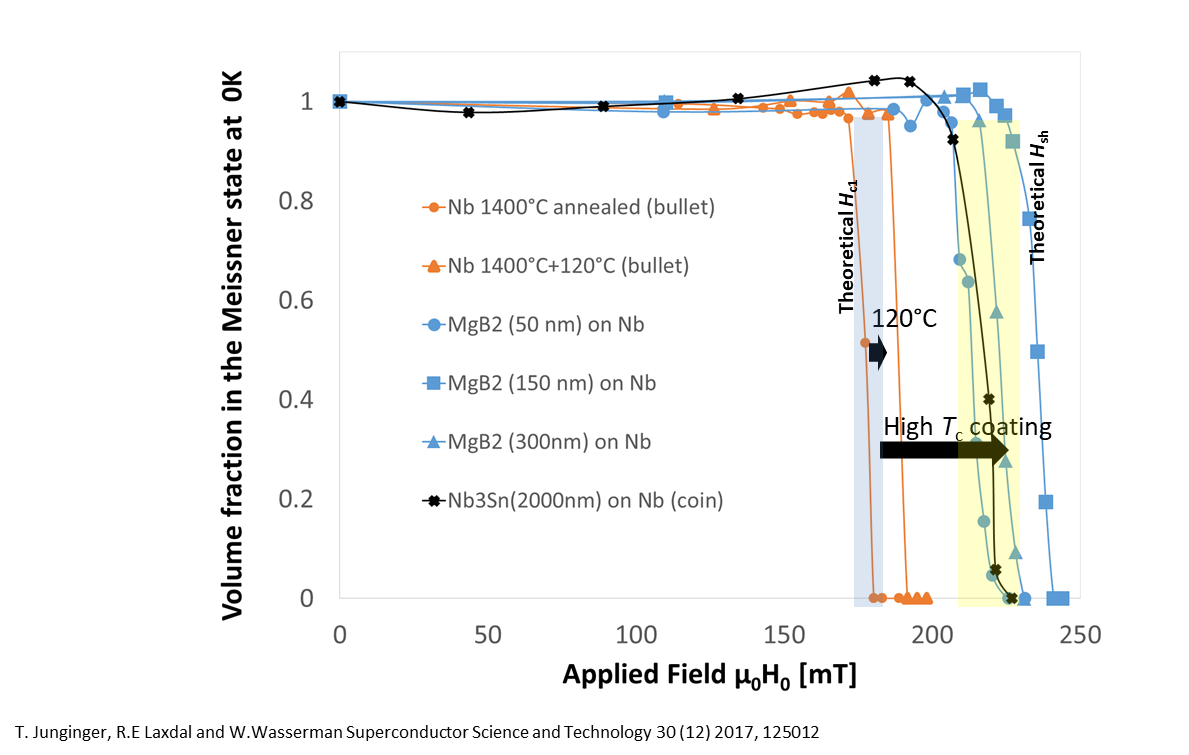 Volume fraction in the Meissner state at 0K
1
0.8
0.6
0.4
0.2
0
Nb 1400°C annealed (bullet)
Nb 1400°C+120°C (bullet)
MgB2 (50 nm) on Nb
MgB2 (150 nm) on Nb
MgB2 (300nm) on Nb
Nb3Sn(2000nm) on Nb (coin)
Theoretical Hc1
Theoretical Hsh
120°C
High Tc coating
0 50 100 150 200 250
Applied Field µ0H0 [mT]
T. Junginger, R.E Laxdal and W.Wasserman Superconductor Science and Technology 30 (12) 2017, 125012